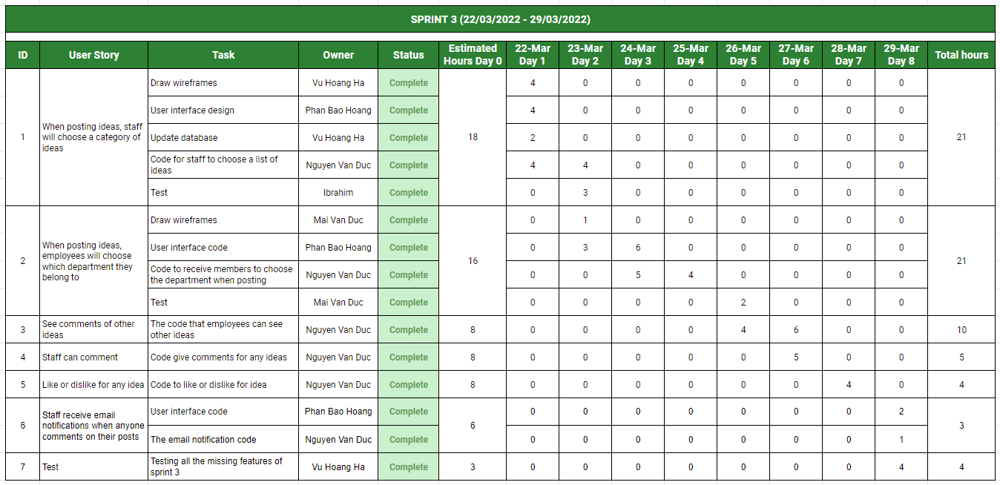 SPRINT 3 (22/03/2022 - 29/03/2022)
ID User Story Task Owner Status Estimated Hours Day 0 22-Mar Day 1 23-Mar Day 2 24-Mar Day 3 25-Mar Day 4 26-Mar Day 5 27-Mar Day 6 28-Mar Day 7 29-Mar Day 8 Total hours
1 When posting ideas, staff will choose a category of ideas Draw wireframes Vu Hoang Ha Complete 18 4 0 0 0 0 0 0 0 21
User interface design Phan Bao Hoang Complete 4 0 0 0 0 0 0 0
Update database Vu Hoang Ha Complete 2 0 0 0 0 0 0 0
Code for staff to choose a list of ideas Nguyen Van Duc Complete 4 4 0 0 0 0 0 0
Test Ibrahim Complete 0 3 0 0 0 0 0 0
2 When posting ideas, employees will choose which department they belong to Draw wireframes Mai Van Duc Complete 16 0 1 0 0 0 0 0 0 21
User interface code Phan Bao Hoang Complete 0 3 6 0 0 0 0 0
Code to receive members to choose the department when posting Nguyen Van Duc Complete 0 0 5 4 0 0 0 0
Test Mai Van Duc Complete 0 0 0 0 2 0 0 0
3 See comments of other ideas The code that employees can see other ideas Nguyen Van Duc Complete 8 0 0 0 0 4 6 0 0 10
4 Staff can comment Code give comments for any ideas Nguyen Van Duc Complete 8 0 0 0 0 0 5 0 0 5
5 Like or dislike for any idea Code to like or dislike for idea Nguyen Van Duc Complete 8 0 0 0 0 0 0 4 0 4
6 Staff receive email notifications when anyone comments on their posts User interface code Phan Bao Hoang Complete 6 0 0 0 0 0 0 0 2 3
The email notification code Nguyen Van Duc Complete 0 0 0 0 0 0 0 1
7 Test Testing all the missing features of sprint 3 Vu Hoang Ha Complete 3 0 0 0 0 0 0 0 4 4